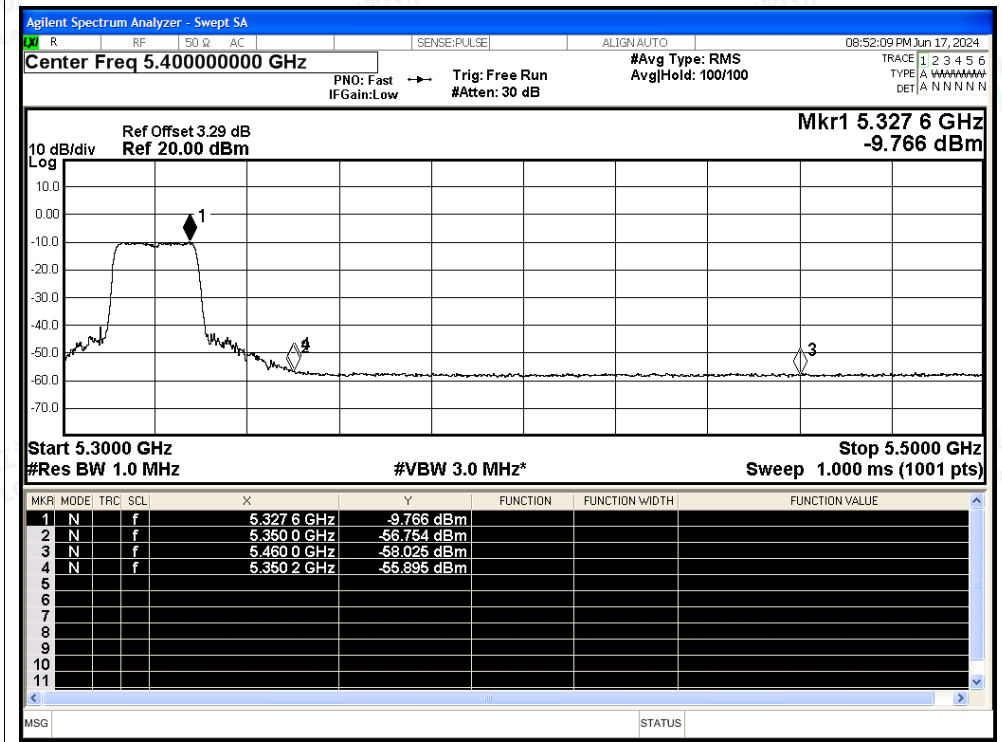 Agilent Spectrum Analyzer - Swept SA
LXI R RF 50 Ω AC SENSE:PULSE ALIGN AUTO 08:52:09 PM Jun 17, 2024
Center Freq 5.400000000 GHz #Avg Type: RMS TRACE 1 2 3 4 5 6
PNO: Fast Trig: Free Run Avg|Hold: 100/100 TYPE A WWWWW
IFGain:Low #Atten: 30 dB DET A N N N N N
Mkr1 5.327 6 GHz
Ref Offset 3.29 dB
10 dB/div Ref 20.00 dBm -9.766 dBm
Log
10.0
0.00
1
-10.0
-20.0
-30.0
-40.0
4
3
-50.0
-60.0
-70.0
Start 5.3000 GHz Stop 5.5000 GHz
#Res BW 1.0 MHz #VBW 3.0 MHz* Sweep 1.000 ms (1001 pts)
MKR MODE TRC SCL X Y FUNCTION FUNCTION WIDTH FUNCTION VALUE
1 N f 5.327 6 GHz -9.766 dBm
2 N f 5.350 0 GHz -56.754 dBm
3 N f 5.460 0 GHz -58.025 dBm
4 N f 5.350 2 GHz -55.895 dBm
5
6
7
8
9
10
11
MSG STATUS